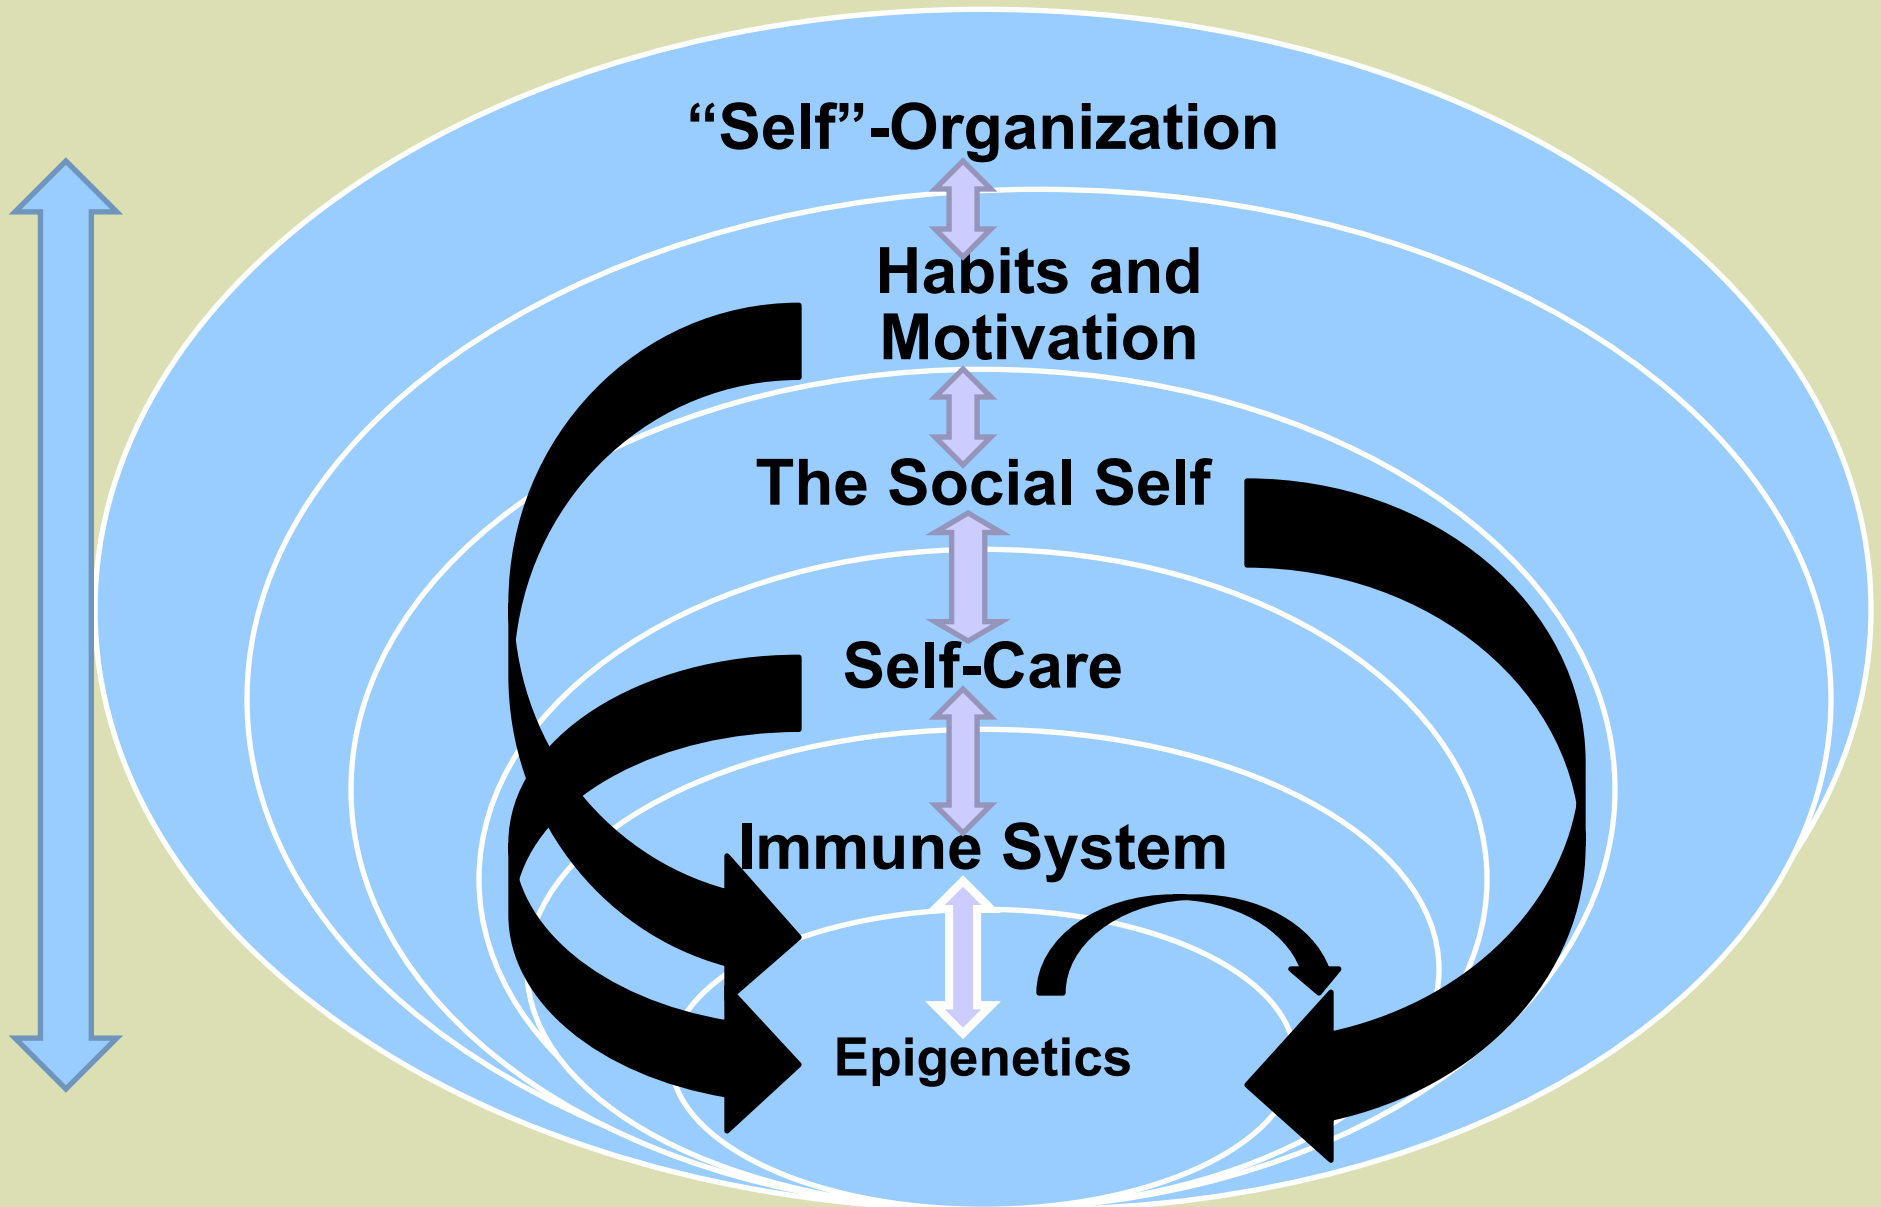 “Self”-Organization
Habits and
Motivation
The Social Self
Self-Care
Immune System
Epigenetics